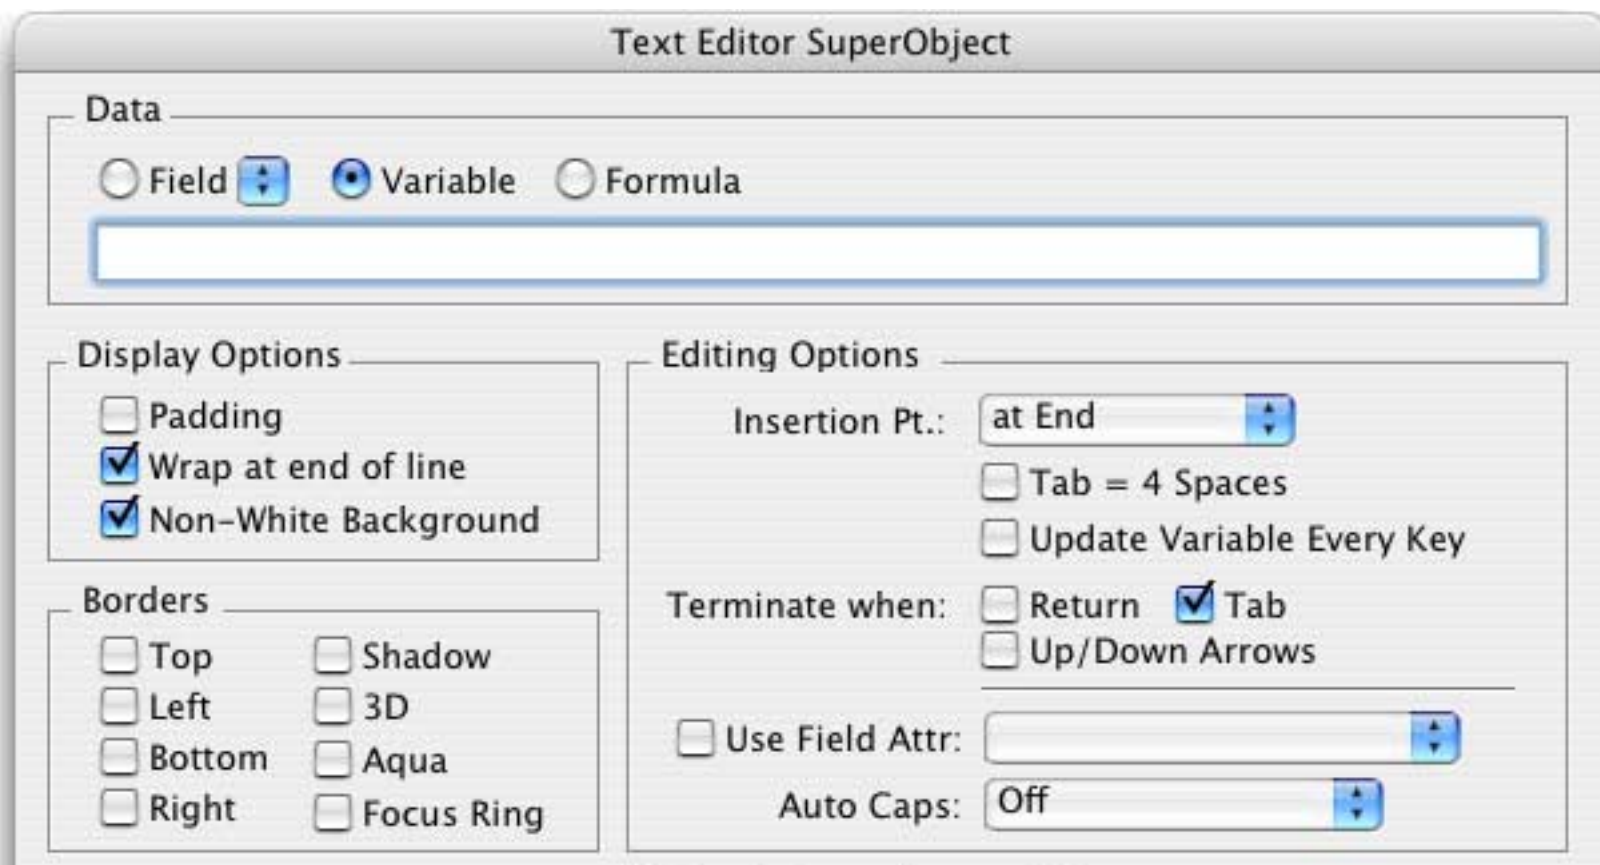 Text Editor SuperObject
Data
Field Variable Formula
Display Options
Padding
Wrap at end of line
Non-White Background
Borders
Top Shadow
Left 3D
Bottom Aqua
Right Focus Ring
Editing Options
Insertion Pt.: at End
Tab = 4 Spaces
Update Variable Every Key
Terminate when: Return Tab
Up/Down Arrows
Use Field Attr:
Auto Caps: Off